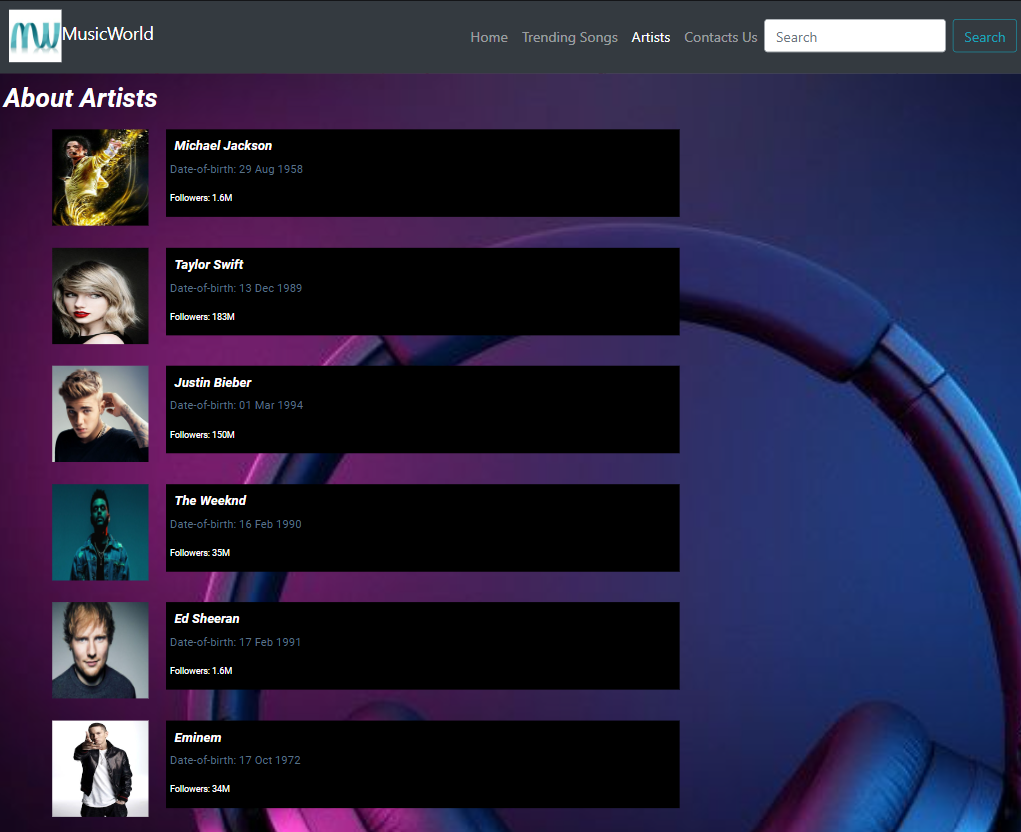 MW MusicWorld Home Trending Songs Artists Contacts Us Search Search
About Artists
Michael Jackson
Date-of-birth: 29 Aug 1958
Followers: 1.6M
Taylor Swift
Date-of-birth: 13 Dec 1989
Followers: 183M
Justin Bieber
Date-of-birth: 01 Mar 1994
Followers: 150M
The Weeknd
Date-of-birth: 16 Feb 1990
Followers: 35M
Ed Sheeran
Date-of-birth: 17 Feb 1991
Followers: 1.6M
Eminem
Date-of-birth: 17 Oct 1972
Followers: 34M